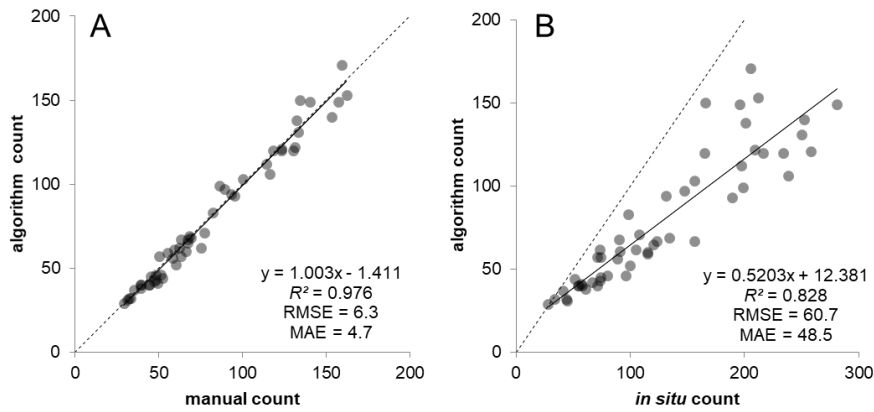 A
algorithm count
200
150
100
50
0
y = 1.003x - 1.411
R² = 0.976
RMSE = 6.3
MAE = 4.7
0 50 100 150 200
manual count
B
algorithm count
200
150
100
50
0
y = 0.5203x + 12.381
R² = 0.828
RMSE = 60.7
MAE = 48.5
0 100 200 300
in situ count